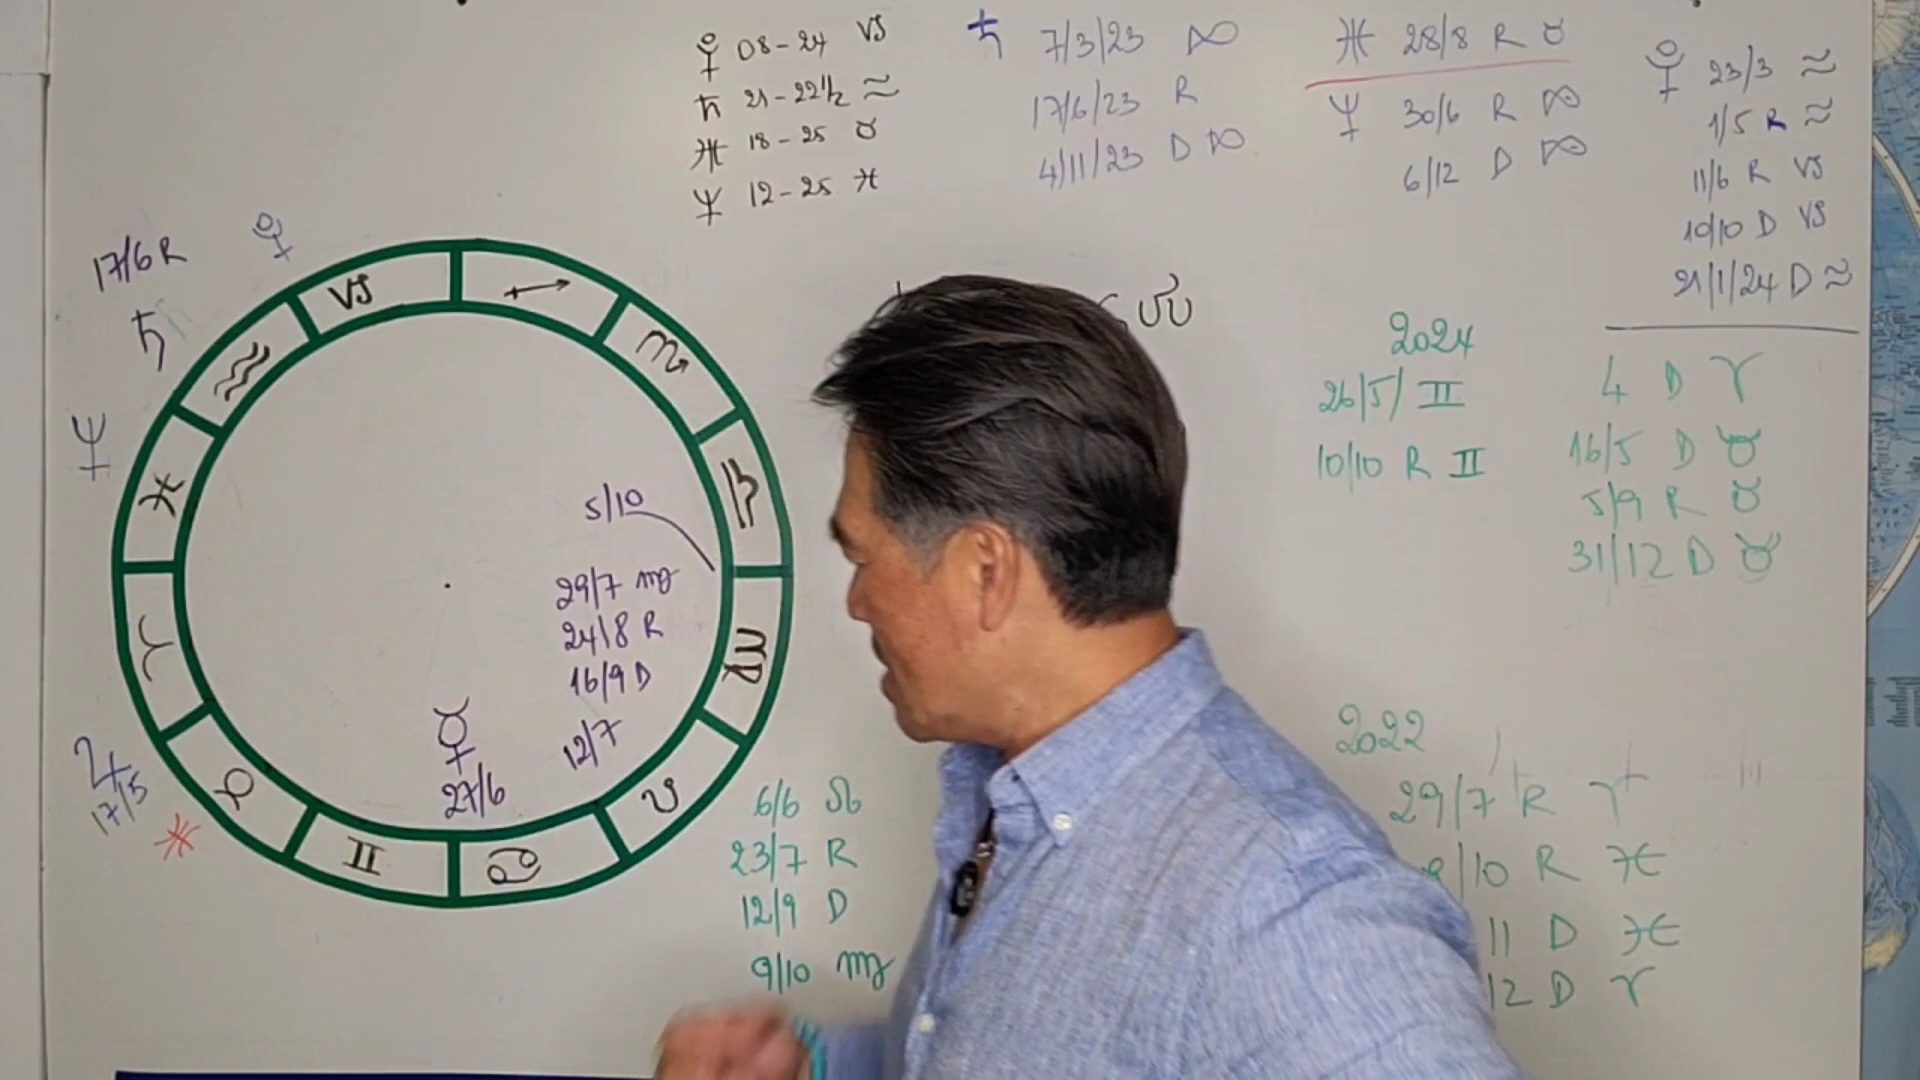 ♇ 08-24 ♑
♄ 21-22½ ♒
♅ 18-25 ♉
♆ 12-25 ♓
♄ 7/3/23 ♓
17/6/23 R
4/11/23 D ♓
♅ 28/8 R ♉
♆ 30/6 R ♓
6/12 D ♓
♇ 23/3 ♒
1/5 R ♒
11/6 R ♑
10/10 D ♑
21/1/24 D ♒
17/6 R
♇
♄
♆
♑
♐
♏
♒
♎
♓
♈
♍
♉
♊
♋
♌
5/10
29/7 ♍
24/8 R
16/9 D
12/7
☿
27/6
♃
17/5
♅
6/6 ♌
23/7 R
12/9 D
9/10 ♍
2024
26/5/ ♊
10/10 R ♊
4 D ♈
16/5 D ♉
5/9 R ♉
31/12 D ♉
2022
29/7 R ♈
/10 R ♓
11 D ♓
12 D ♈